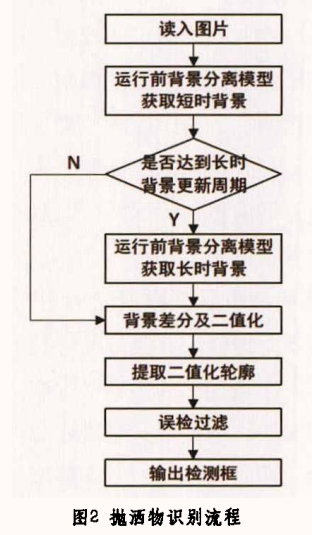 读入图片
运行前背景分离模型
获取短时背景
是否达到长时
背景更新周期
N
Y
运行前背景分离模型
获取长时背景
背景差分及二值化
提取二值化轮廓
误检过滤
输出检测框
图2 抛洒物识别流程